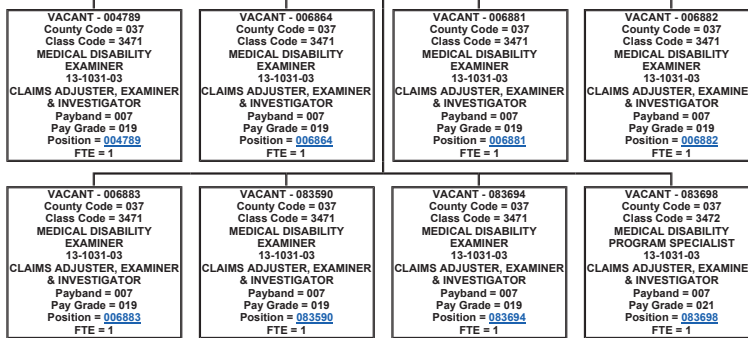 VACANT - 004789
County Code = 037
Class Code = 3471
MEDICAL DISABILITY
EXAMINER
13-1031-03
CLAIMS ADJUSTER, EXAMINER
& INVESTIGATOR
Payband = 007
Pay Grade = 019
Position = 004789
FTE = 1
VACANT - 006864
County Code = 037
Class Code = 3471
MEDICAL DISABILITY
EXAMINER
13-1031-03
CLAIMS ADJUSTER, EXAMINER
& INVESTIGATOR
Payband = 007
Pay Grade = 019
Position = 006864
FTE = 1
VACANT - 006881
County Code = 037
Class Code = 3471
MEDICAL DISABILITY
EXAMINER
13-1031-03
CLAIMS ADJUSTER, EXAMINER
& INVESTIGATOR
Payband = 007
Pay Grade = 019
Position = 006881
FTE = 1
VACANT - 006882
County Code = 037
Class Code = 3471
MEDICAL DISABILITY
EXAMINER
13-1031-03
CLAIMS ADJUSTER, EXAMINE
& INVESTIGATOR
Payband = 007
Pay Grade = 019
Position = 006882
FTE = 1
VACANT - 006883
County Code = 037
Class Code = 3471
MEDICAL DISABILITY
EXAMINER
13-1031-03
CLAIMS ADJUSTER, EXAMINER
& INVESTIGATOR
Payband = 007
Pay Grade = 019
Position = 006883
FTE = 1
VACANT - 083590
County Code = 037
Class Code = 3471
MEDICAL DISABILITY
EXAMINER
13-1031-03
CLAIMS ADJUSTER, EXAMINER
& INVESTIGATOR
Payband = 007
Pay Grade = 019
Position = 083590
FTE = 1
VACANT - 083694
County Code = 037
Class Code = 3471
MEDICAL DISABILITY
EXAMINER
13-1031-03
CLAIMS ADJUSTER, EXAMINER
& INVESTIGATOR
Payband = 007
Pay Grade = 019
Position = 083694
FTE = 1
VACANT - 083698
County Code = 037
Class Code = 3472
MEDICAL DISABILITY
PROGRAM SPECIALIST
13-1031-03
CLAIMS ADJUSTER, EXAMINE
& INVESTIGATOR
Payband = 007
Pay Grade = 021
Position = 083698
FTE = 1